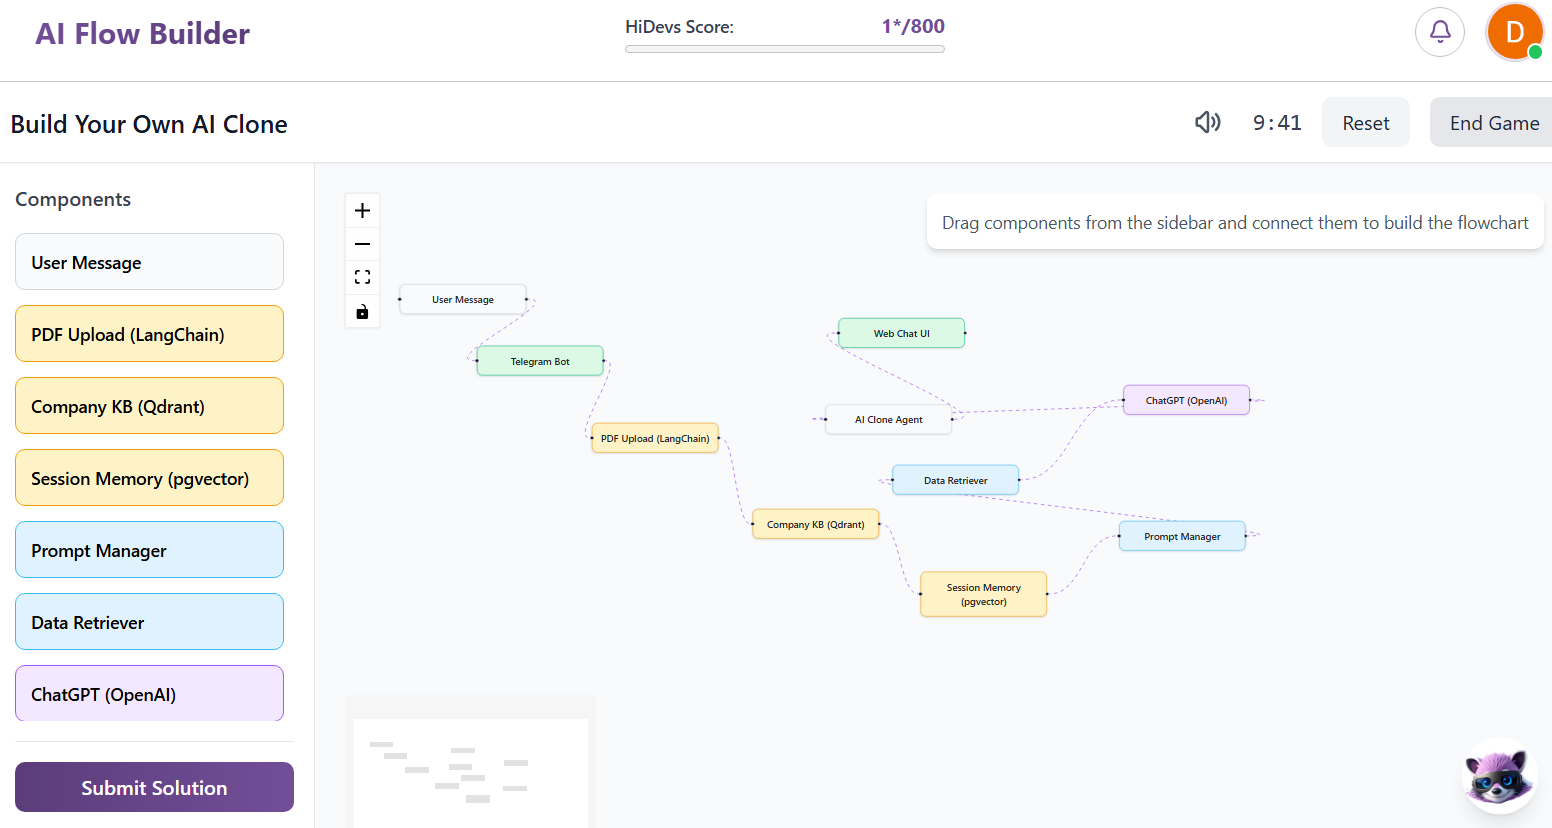 AI Flow Builder
HiDevs Score:
1*/800
D
Build Your Own AI Clone
9:41
Reset
End Game
Components
User Message
PDF Upload (LangChain)
Company KB (Qdrant)
Session Memory (pgvector)
Prompt Manager
Data Retriever
ChatGPT (OpenAI)
Submit Solution
Drag components from the sidebar and connect them to build the flowchart
User Message
Telegram Bot
PDF Upload (LangChain)
Company KB (Qdrant)
Session Memory
(pgvector)
Web Chat UI
AI Clone Agent
Data Retriever
ChatGPT (OpenAI)
Prompt Manager